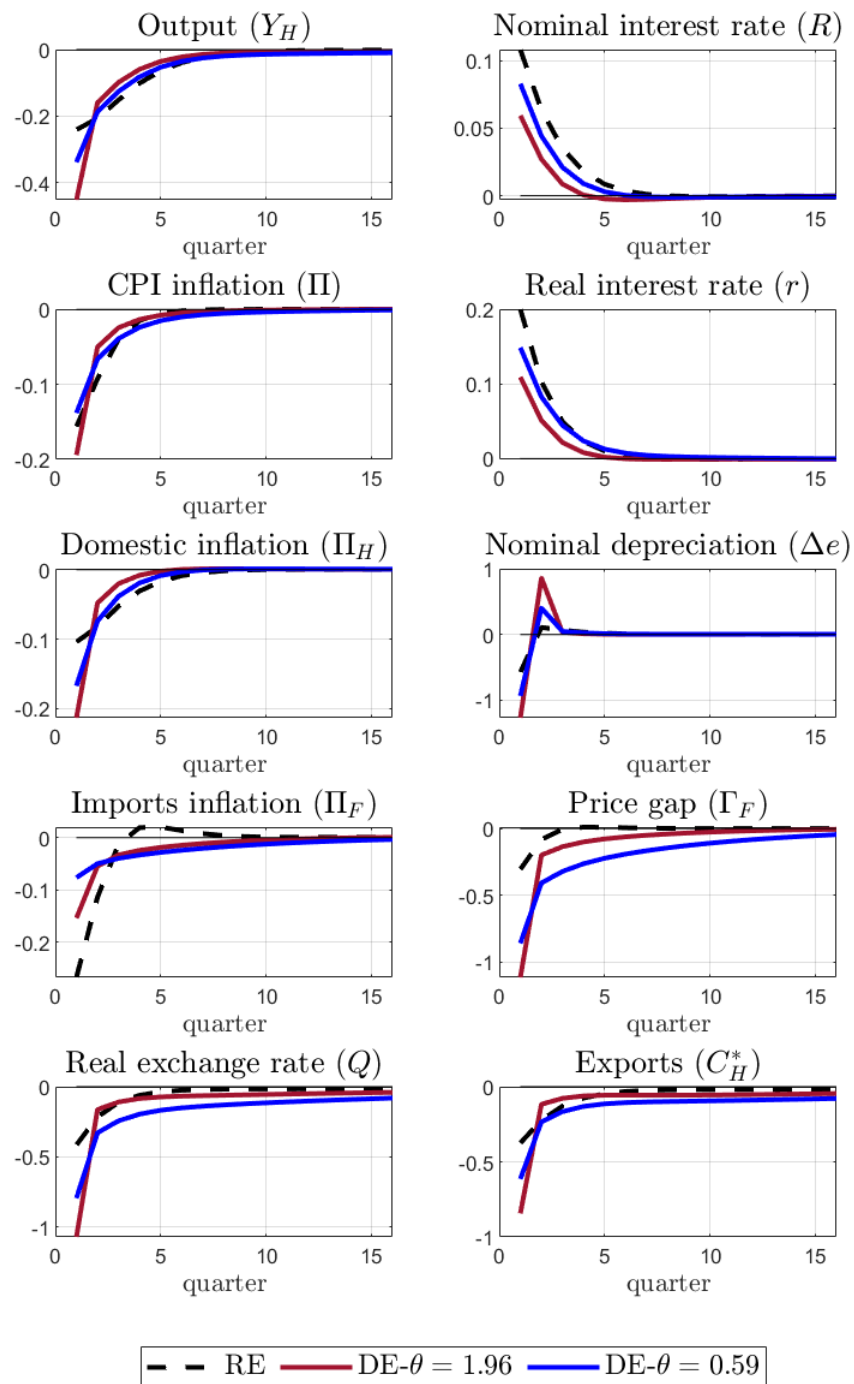 Output (Y_H)
0
-0.2
-0.4
0 5 10 15
quarter
Nominal interest rate (R)
0.1
0.05
0
0 5 10 15
quarter
CPI inflation (Π)
0
-0.1
-0.2
0 5 10 15
quarter
Real interest rate (r)
0.2
0.1
0
0 5 10 15
quarter
Domestic inflation (Π_H)
0
-0.1
-0.2
0 5 10 15
quarter
Nominal depreciation (Δe)
1
0
-1
0 5 10 15
quarter
Imports inflation (Π_F)
0
-0.1
-0.2
0 5 10 15
quarter
Price gap (Γ_F)
0
-0.5
-1
0 5 10 15
quarter
Real exchange rate (Q)
0
-0.5
-1
0 5 10 15
quarter
Exports (C*_H)
0
-0.5
-1
0 5 10 15
quarter
RE DE-θ = 1.96 DE-θ = 0.59